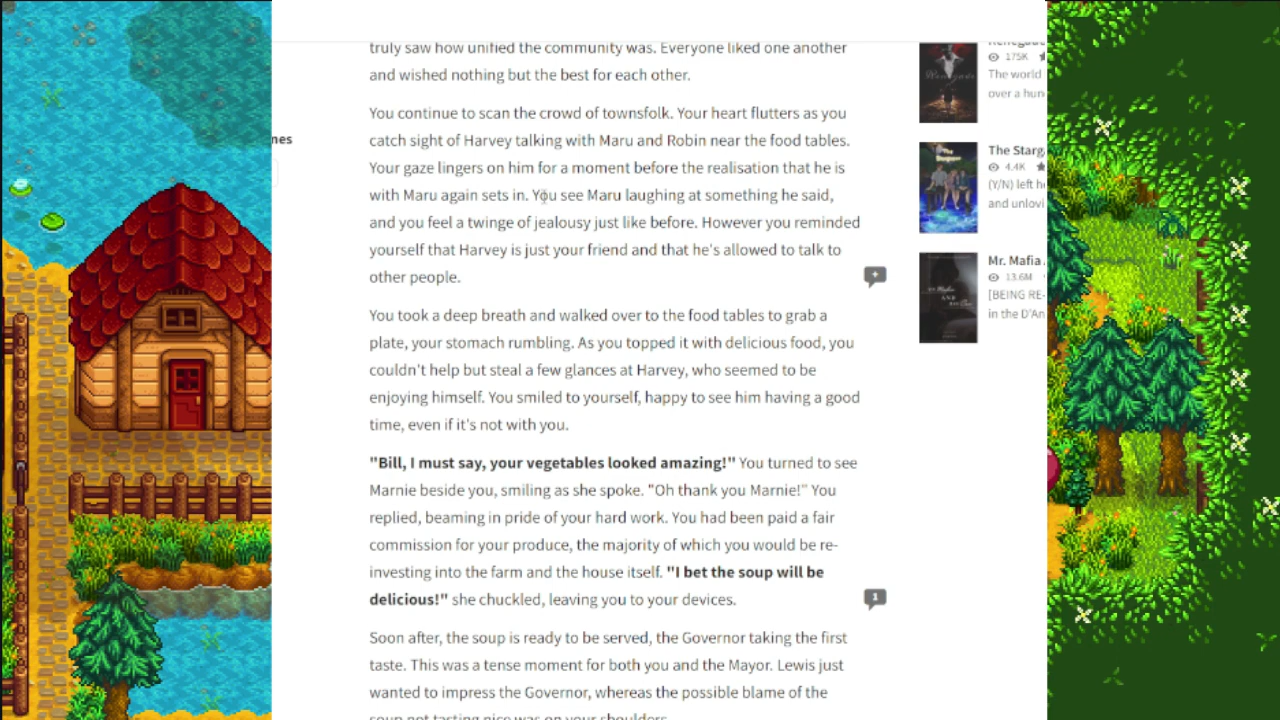 truly saw how unified the community was. Everyone liked one another
and wished nothing but the best for each other.
You continue to scan the crowd of townsfolk. Your heart flutters as you
catch sight of Harvey talking with Maru and Robin near the food tables.
Your gaze lingers on him for a moment before the realisation that he is
with Maru again sets in. You see Maru laughing at something he said,
and you feel a twinge of jealousy just like before. However you reminded
yourself that Harvey is just your friend and that he's allowed to talk to
other people.
+
You took a deep breath and walked over to the food tables to grab a
plate, your stomach rumbling. As you topped it with delicious food, you
couldn't help but steal a few glances at Harvey, who seemed to be
enjoying himself. You smiled to yourself, happy to see him having a good
time, even if it's not with you.
"Bill, I must say, your vegetables looked amazing!" You turned to see
Marnie beside you, smiling as she spoke. "Oh thank you Marnie!" You
replied, beaming in pride of your hard work. You had been paid a fair
commission for your produce, the majority of which you would be re-
investing into the farm and the house itself. "I bet the soup will be
delicious!" she chuckled, leaving you to your devices.
1
Soon after, the soup is ready to be served, the Governor taking the first
taste. This was a tense moment for both you and the Mayor. Lewis just
wanted to impress the Governor, whereas the possible blame of the
soup not tasting nice was on your shoulders.
nes
Renegade
175K
The world
over a hun
The Starg
4.4K
(Y/N) left h
and unlovi
Mr. Mafia
13.6M
[BEING RE-
in the D'An